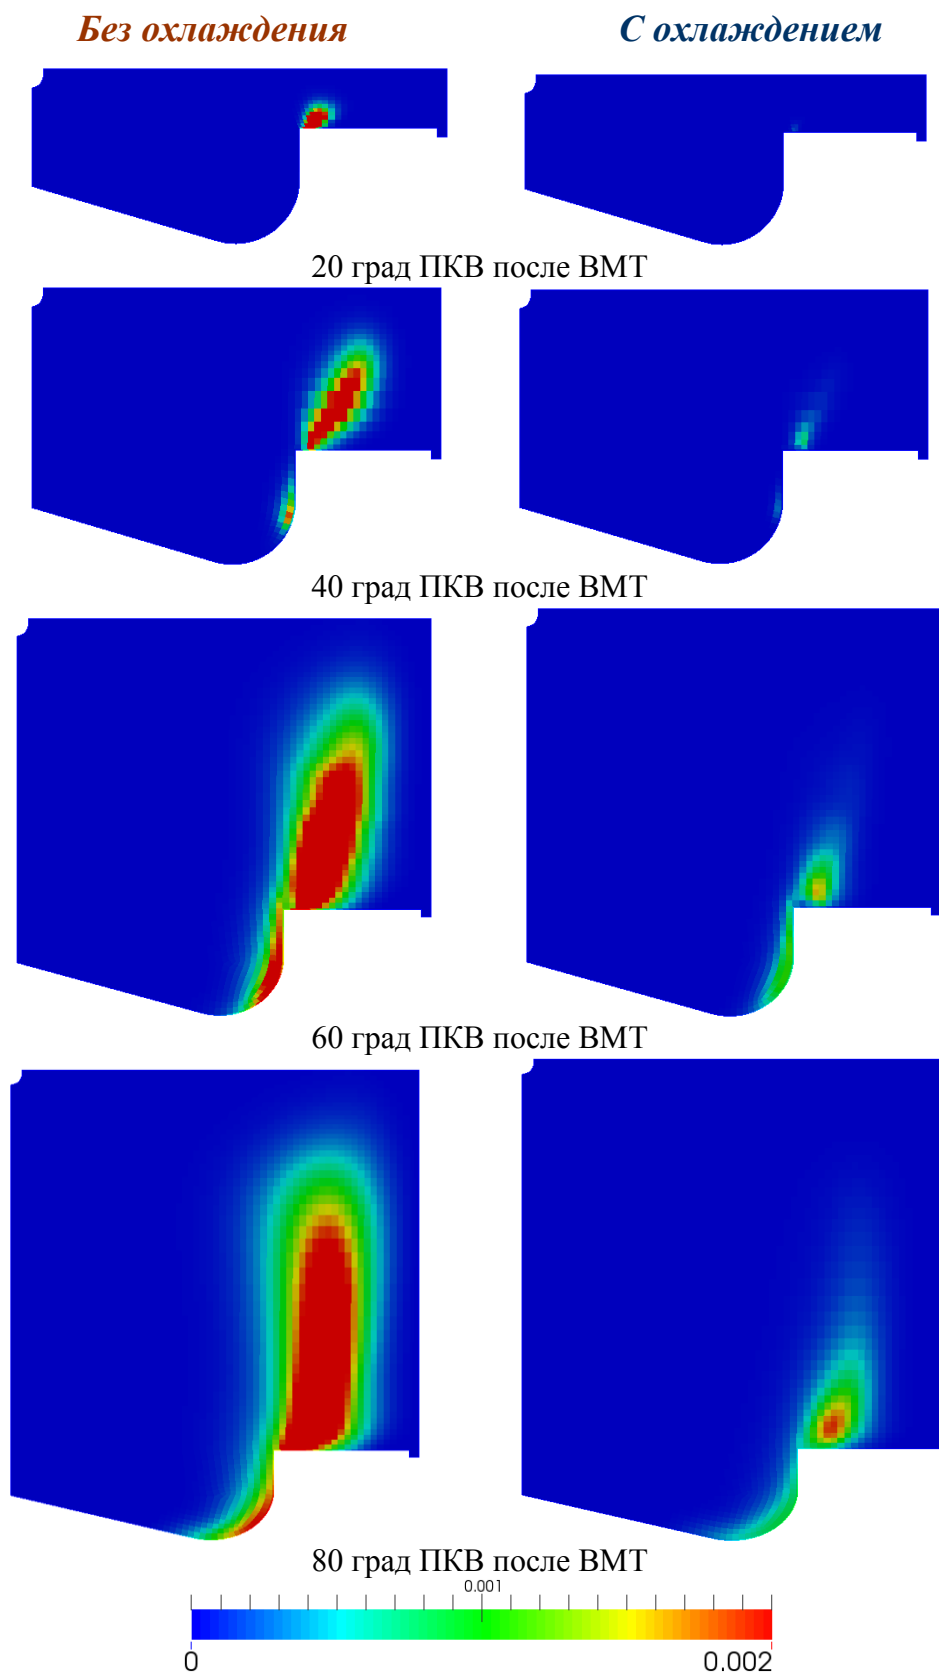 Без охлаждения
С охлаждением
20 град ПКВ после ВМТ
40 град ПКВ после ВМТ
60 град ПКВ после ВМТ
80 град ПКВ после ВМТ
0.001
0
0.002